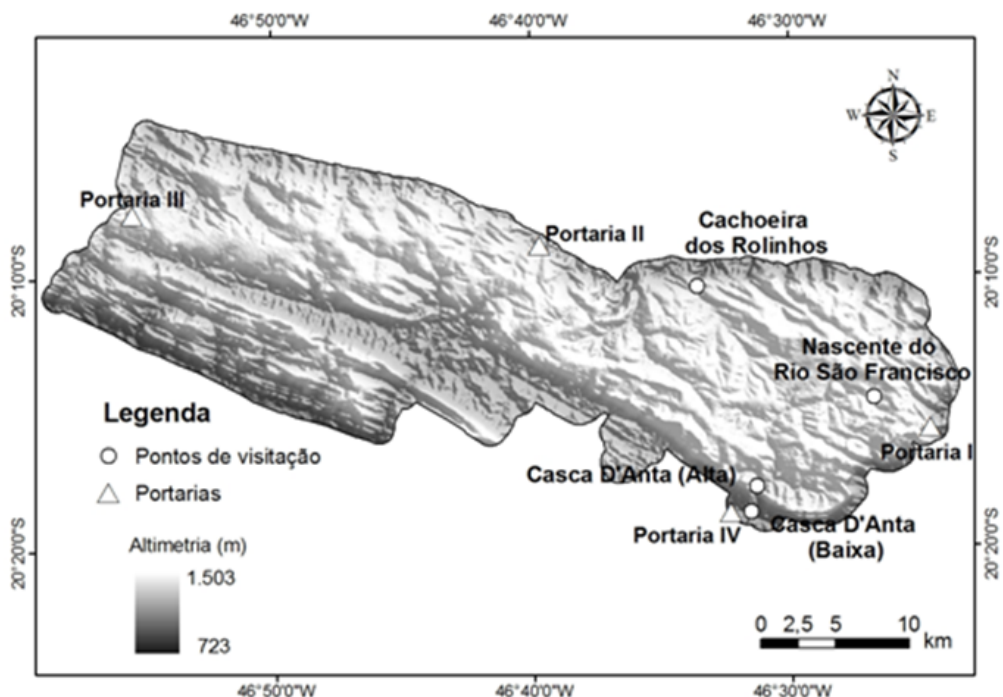 46°50'0"W
46°40'0"W
46°30'0"W
N
W
E
S
Portaria III
Portaria II
Cachoeira
dos Rolinhos
20°10'0"S
20°10'0"S
Nascente do
Rio São Francisco
Legenda
Pontos de visitação
Portarias
Portaria I
Casca D'Anta (Alta)
Portaria IV
Casca D'Anta
(Baixa)
20°20'0"S
20°20'0"S
Altimetria (m)
1.503
723
0 2,5 5 10
km
46°50'0"W
46°40'0"W
46°30'0"W